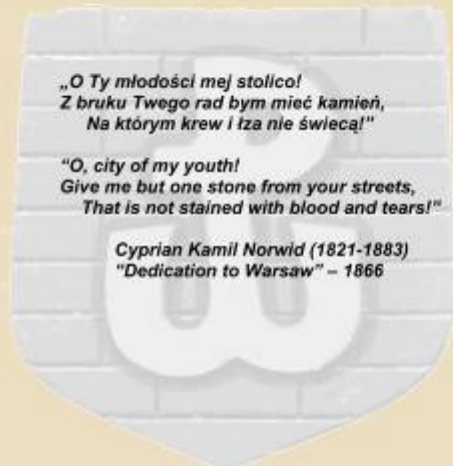 „O Ty młodości mej stolico!
Z bruku Twego rad bym mieć kamień,
Na którym krew i łza nie świecą!"
"O, city of my youth!
Give me but one stone from your streets,
That is not stained with blood and tears!"
Cyprian Kamil Norwid (1821-1883)
"Dedication to Warsaw" – 1866